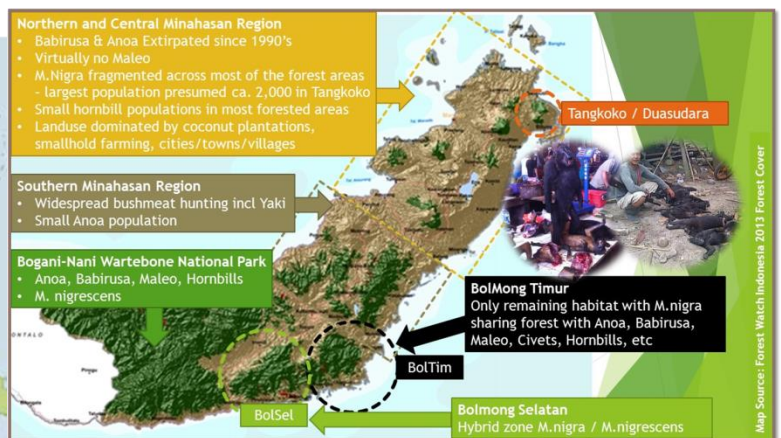 Northern and Central Minahasan Region
• Babirusa & Anoa Extirpated since 1990's
• Virtually no Maleo
• M.Nigra fragmented across most of the forest areas
- largest population presumed ca. 2,000 in Tangkoko
• Small hornbill populations in most forested areas
• Landuse dominated by coconut plantations,
smallhold farming, cities/towns/villages
Tangkoko / Duasudara
Southern Minahasan Region
• Widespread bushmeat hunting incl Yaki
• Small Anoa population
Bogani-Nani Wartebone National Park
• Anoa, Babirusa, Maleo, Hornbills
• M. nigrescens
BolMong Timur
Only remaining habitat with M.nigra
sharing forest with Anoa, Babirusa,
Maleo, Civets, Hornbills, etc
BolTim
BolSel
Bolmong Selatan
Hybrid zone M.nigra / M.nigrescens
Map Source: Forest Watch Indonesia 2013 Forest Cover